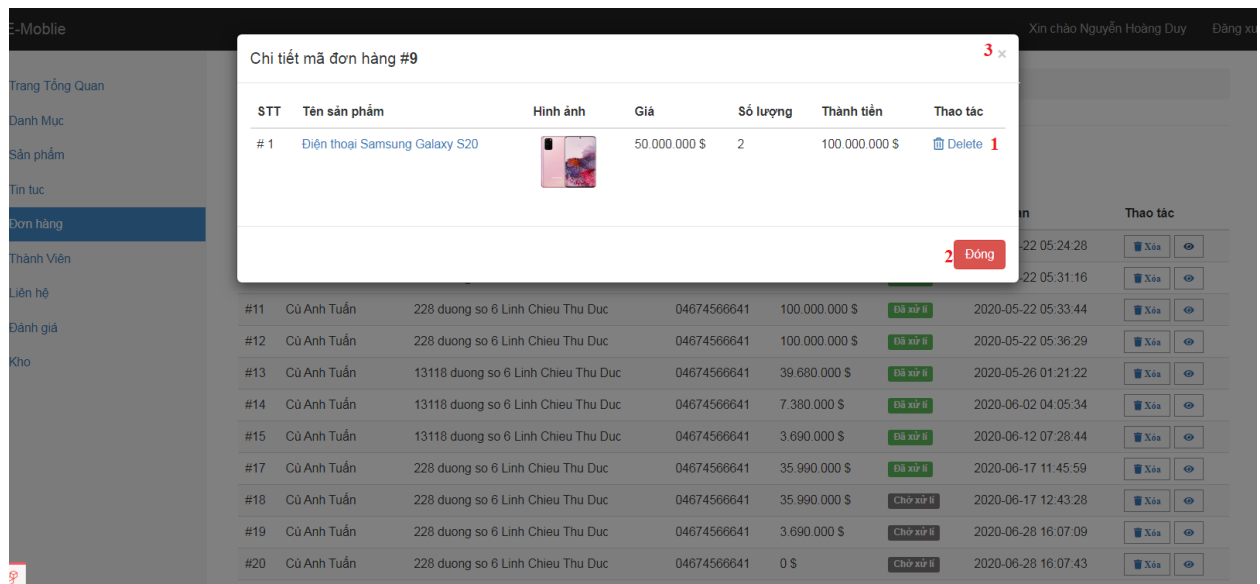 E-Moblie
Xin chào Nguyễn Hoàng Duy
Đăng xu
Chi tiết mã đơn hàng #9
3 ×
STT Tên sản phẩm Hình ảnh Giá Số lượng Thành tiền Thao tác
# 1 Điện thoại Samsung Galaxy S20 50.000.000 $ 2 100.000.000 $ Delete 1
2 Đóng
Trang Tổng Quan
Danh Mục
Sản phẩm
Tin tuc
Đơn hàng
Thành Viên
Liên hệ
Đánh giá
Kho
Thao tác
-22 05:24:28 Xóa
-22 05:31:16 Xóa
#11 Cù Anh Tuấn 228 duong so 6 Linh Chieu Thu Duc 04674566641 100.000.000 $ Đã xử lí 2020-05-22 05:33:44 Xóa
#12 Cù Anh Tuấn 228 duong so 6 Linh Chieu Thu Duc 04674566641 100.000.000 $ Đã xử lí 2020-05-22 05:36:29 Xóa
#13 Cù Anh Tuấn 13118 duong so 6 Linh Chieu Thu Duc 04674566641 39.680.000 $ Đã xử lí 2020-05-26 01:21:22 Xóa
#14 Cù Anh Tuấn 13118 duong so 6 Linh Chieu Thu Duc 04674566641 7.380.000 $ Đã xử lí 2020-06-02 04:05:34 Xóa
#15 Cù Anh Tuấn 13118 duong so 6 Linh Chieu Thu Duc 04674566641 3.690.000 $ Đã xử lí 2020-06-12 07:28:44 Xóa
#17 Cù Anh Tuấn 228 duong so 6 Linh Chieu Thu Duc 04674566641 35.990.000 $ Đã xử lí 2020-06-17 11:45:59 Xóa
#18 Cù Anh Tuấn 228 duong so 6 Linh Chieu Thu Duc 04674566641 35.990.000 $ Chờ xử lí 2020-06-17 12:43:28 Xóa
#19 Cù Anh Tuấn 228 duong so 6 Linh Chieu Thu Duc 04674566641 3.690.000 $ Chờ xử lí 2020-06-28 16:07:09 Xóa
#20 Cù Anh Tuấn 228 duong so 6 Linh Chieu Thu Duc 04674566641 0 $ Chờ xử lí 2020-06-28 16:07:43 Xóa